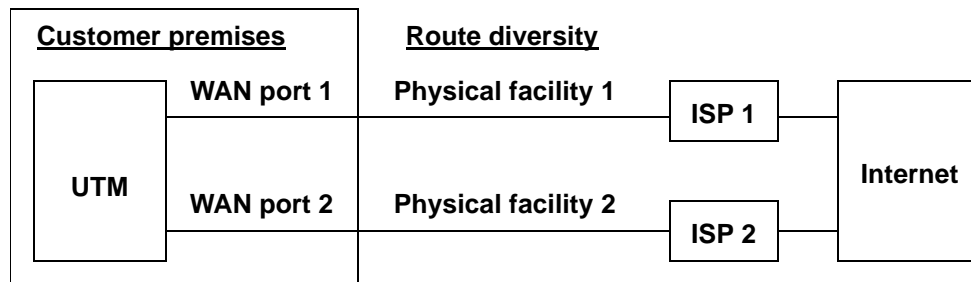 Customer premises
Route diversity
WAN port 1
Physical facility 1
ISP 1
UTM
Internet
WAN port 2
Physical facility 2
ISP 2